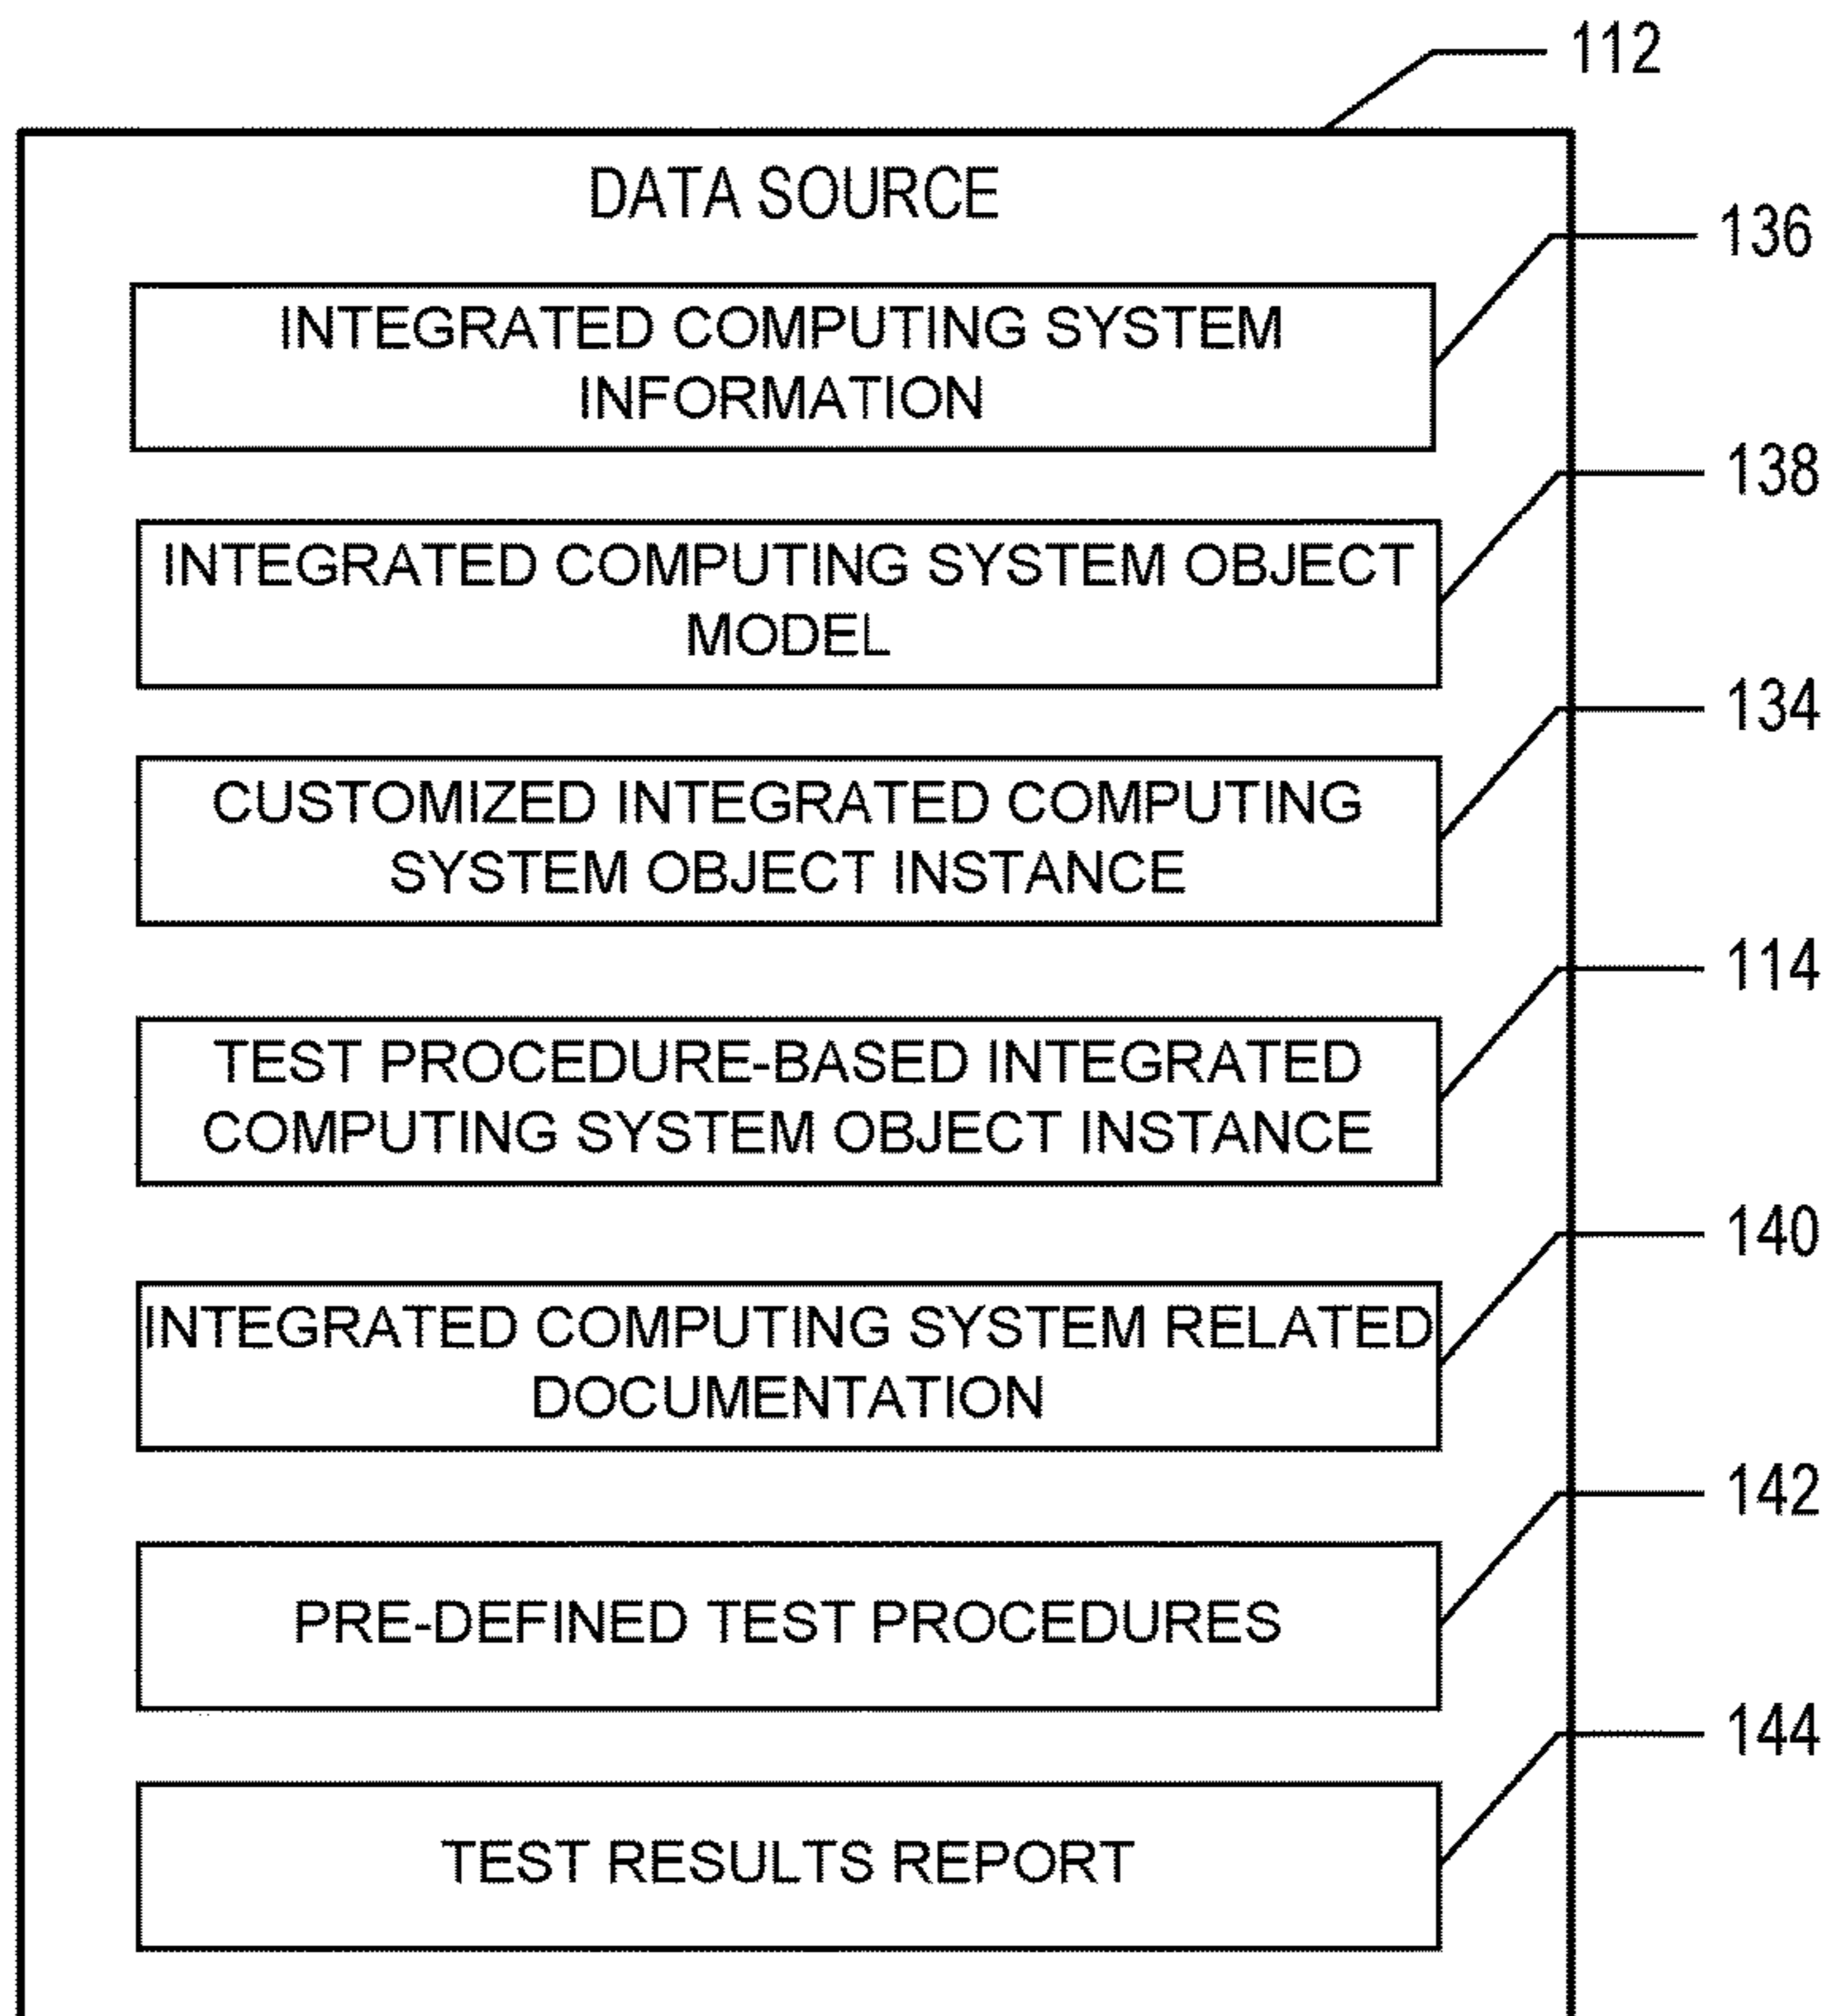 112
DATA SOURCE
136
INTEGRATED COMPUTING SYSTEM
INFORMATION
138
INTEGRATED COMPUTING SYSTEM OBJECT
MODEL
134
CUSTOMIZED INTEGRATED COMPUTING
SYSTEM OBJECT INSTANCE
114
TEST PROCEDURE-BASED INTEGRATED
COMPUTING SYSTEM OBJECT INSTANCE
140
INTEGRATED COMPUTING SYSTEM RELATED
DOCUMENTATION
142
PRE-DEFINED TEST PROCEDURES
144
TEST RESULTS REPORT